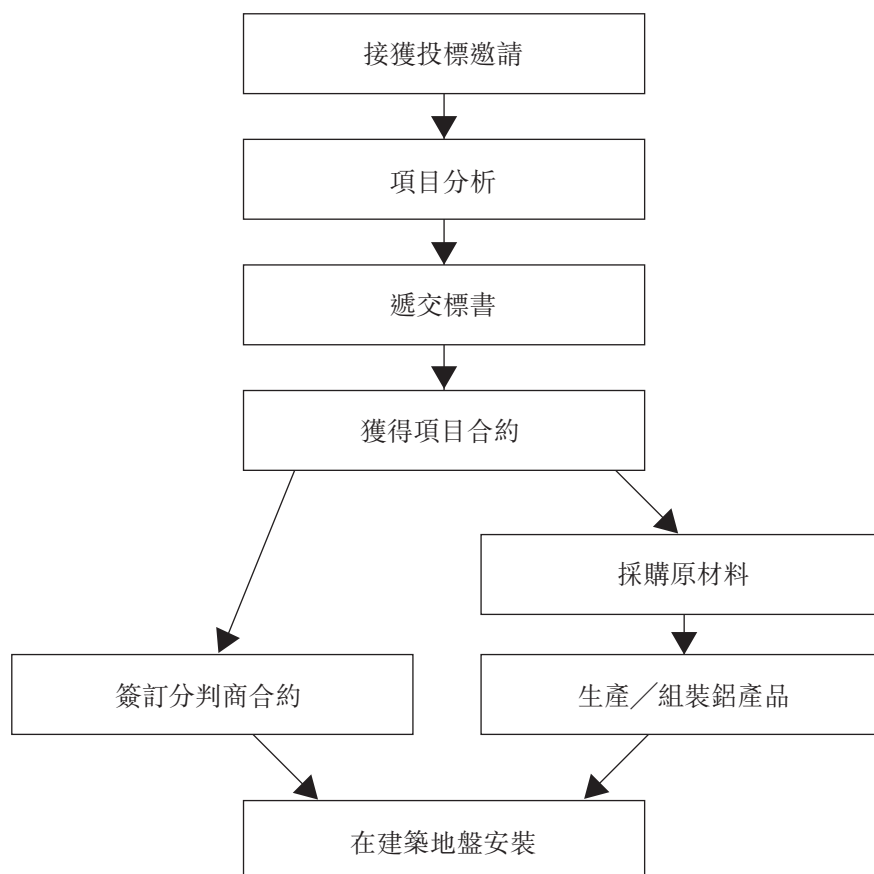 接獲投標邀請
項目分析
遞交標書
獲得項目合約
採購原材料
簽訂分判商合約
生產／組裝鋁產品
在建築地盤安裝